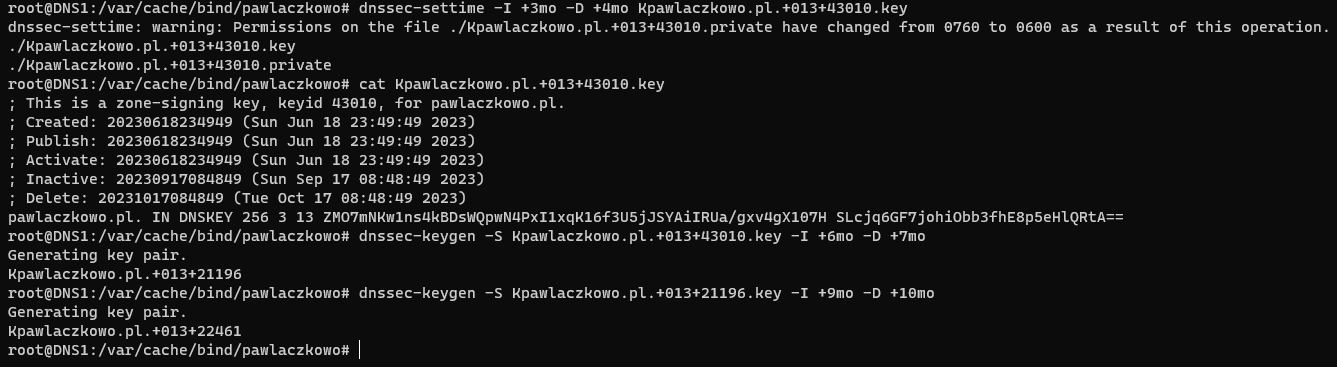 root@DNS1:/var/cache/bind/pawlaczkowo# dnssec-settime -I +3mo -D +4mo Kpawlaczkowo.pl.+013+43010.key
dnssec-settime: warning: Permissions on the file ./Kpawlaczkowo.pl.+013+43010.private have changed from 0760 to 0600 as a result of this operation.
./Kpawlaczkowo.pl.+013+43010.key
./Kpawlaczkowo.pl.+013+43010.private
root@DNS1:/var/cache/bind/pawlaczkowo# cat Kpawlaczkowo.pl.+013+43010.key
; This is a zone-signing key, keyid 43010, for pawlaczkowo.pl.
; Created: 20230618234949 (Sun Jun 18 23:49:49 2023)
; Publish: 20230618234949 (Sun Jun 18 23:49:49 2023)
; Activate: 20230618234949 (Sun Jun 18 23:49:49 2023)
; Inactive: 20230917084849 (Sun Sep 17 08:48:49 2023)
; Delete: 20231017084849 (Tue Oct 17 08:48:49 2023)
pawlaczkowo.pl. IN DNSKEY 256 3 13 ZMO7mNKw1ns4kBDsWQpwN4PxI1xqK16f3U5jJSYAiIRUa/gxv4gX107H SLcjq6GF7johiObb3fhE8p5eHlQRtA==
root@DNS1:/var/cache/bind/pawlaczkowo# dnssec-keygen -S Kpawlaczkowo.pl.+013+43010.key -I +6mo -D +7mo
Generating key pair.
Kpawlaczkowo.pl.+013+21196
root@DNS1:/var/cache/bind/pawlaczkowo# dnssec-keygen -S Kpawlaczkowo.pl.+013+21196.key -I +9mo -D +10mo
Generating key pair.
Kpawlaczkowo.pl.+013+22461
root@DNS1:/var/cache/bind/pawlaczkowo#